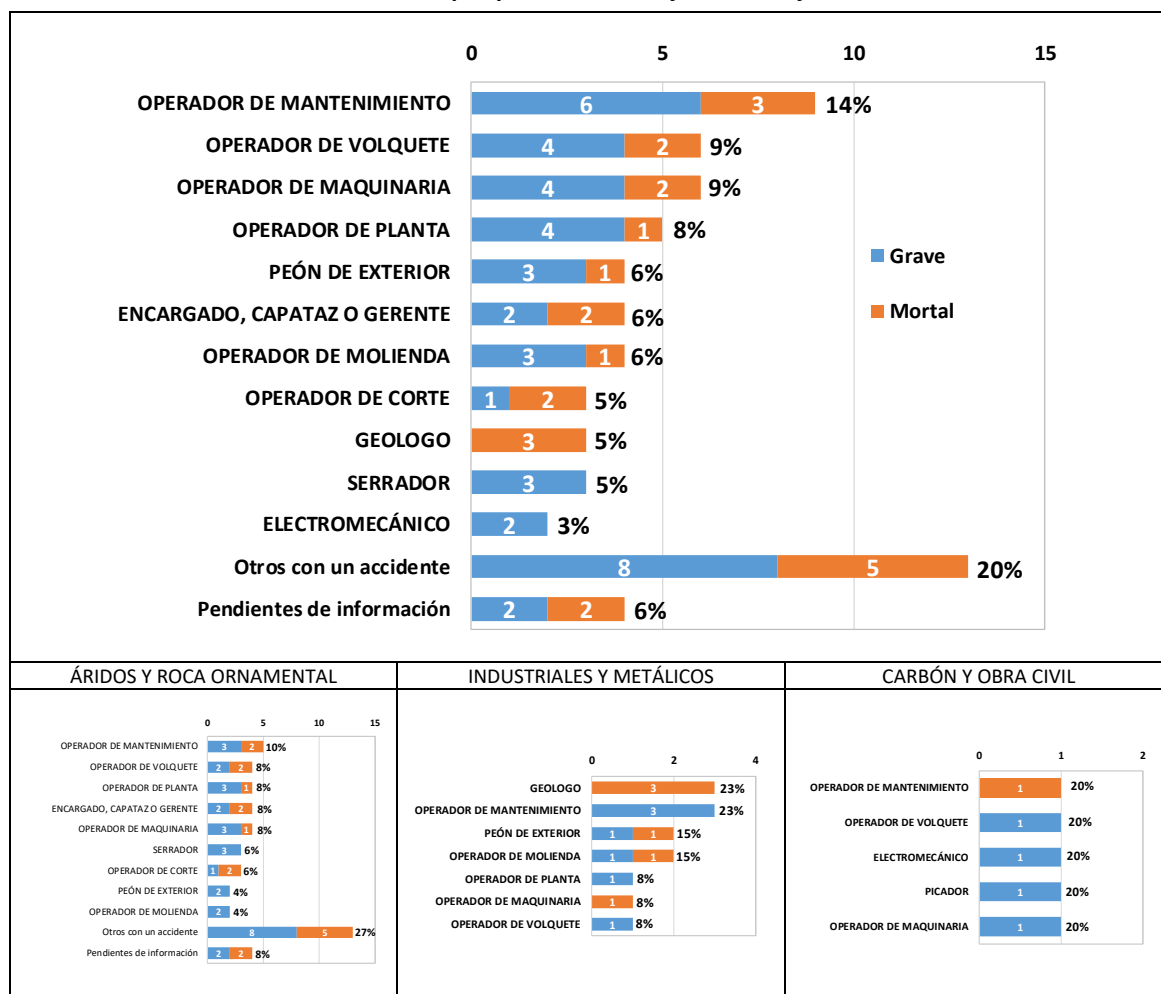 0 5 10 15
OPERADOR DE MANTENIMIENTO 6 3 14%
OPERADOR DE VOLQUETE 4 2 9%
OPERADOR DE MAQUINARIA 4 2 9%
OPERADOR DE PLANTA 4 1 8%
Grave
PEÓN DE EXTERIOR 3 1 6%
ENCARGADO, CAPATAZ O GERENTE 2 2 6%
Mortal
OPERADOR DE MOLIENDA 3 1 6%
OPERADOR DE CORTE 1 2 5%
GEOLOGO 3 5%
SERRADOR 3 5%
ELECTROMECÁNICO 2 3%
Otros con un accidente 8 5 20%
Pendientes de información 2 2 6%
ÁRIDOS Y ROCA ORNAMENTAL
0 5 10 15
OPERADOR DE MANTENIMIENTO 3 2 10%
OPERADOR DE VOLQUETE 2 2 8%
OPERADOR DE PLANTA 3 1 8%
ENCARGADO, CAPATAZ O GERENTE 2 2 8%
OPERADOR DE MAQUINARIA 3 1 8%
SERRADOR 3 6%
OPERADOR DE CORTE 1 2 6%
PEÓN DE EXTERIOR 2 4%
OPERADOR DE MOLIENDA 2 4%
Otros con un accidente 8 5 27%
Pendientes de información 2 2 8%
INDUSTRIALES Y METÁLICOS
0 2 4
GEOLOGO 3 23%
OPERADOR DE MANTENIMIENTO 3 23%
PEÓN DE EXTERIOR 1 1 15%
OPERADOR DE MOLIENDA 1 1 15%
OPERADOR DE PLANTA 1 8%
OPERADOR DE MAQUINARIA 1 8%
OPERADOR DE VOLQUETE 1 8%
CARBÓN Y OBRA CIVIL
0 1 2
OPERADOR DE MANTENIMIENTO 1 20%
OPERADOR DE VOLQUETE 1 20%
ELECTROMECÁNICO 1 20%
PICADOR 1 20%
OPERADOR DE MAQUINARIA 1 20%